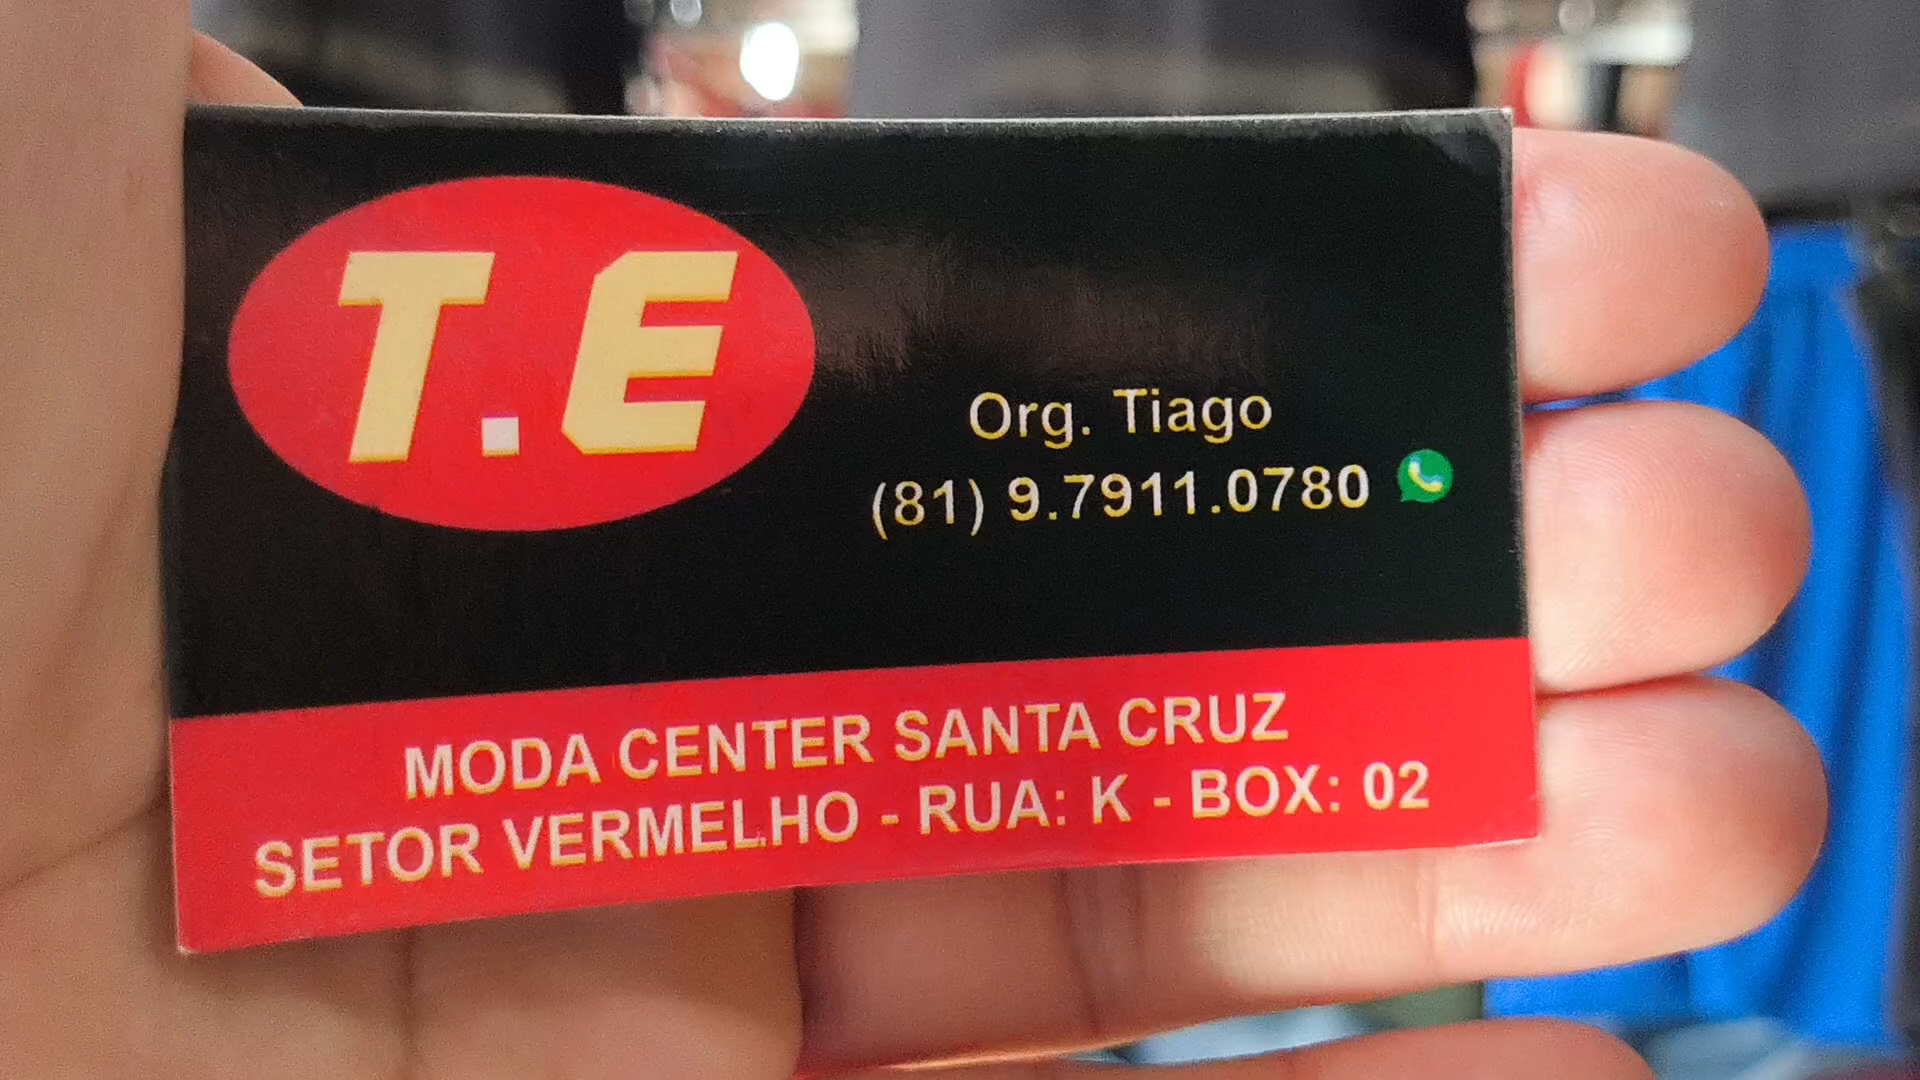 T.E
Org. Tiago
(81) 9.7911.0780
MODA CENTER SANTA CRUZ
SETOR VERMELHO - RUA: K - BOX: 02